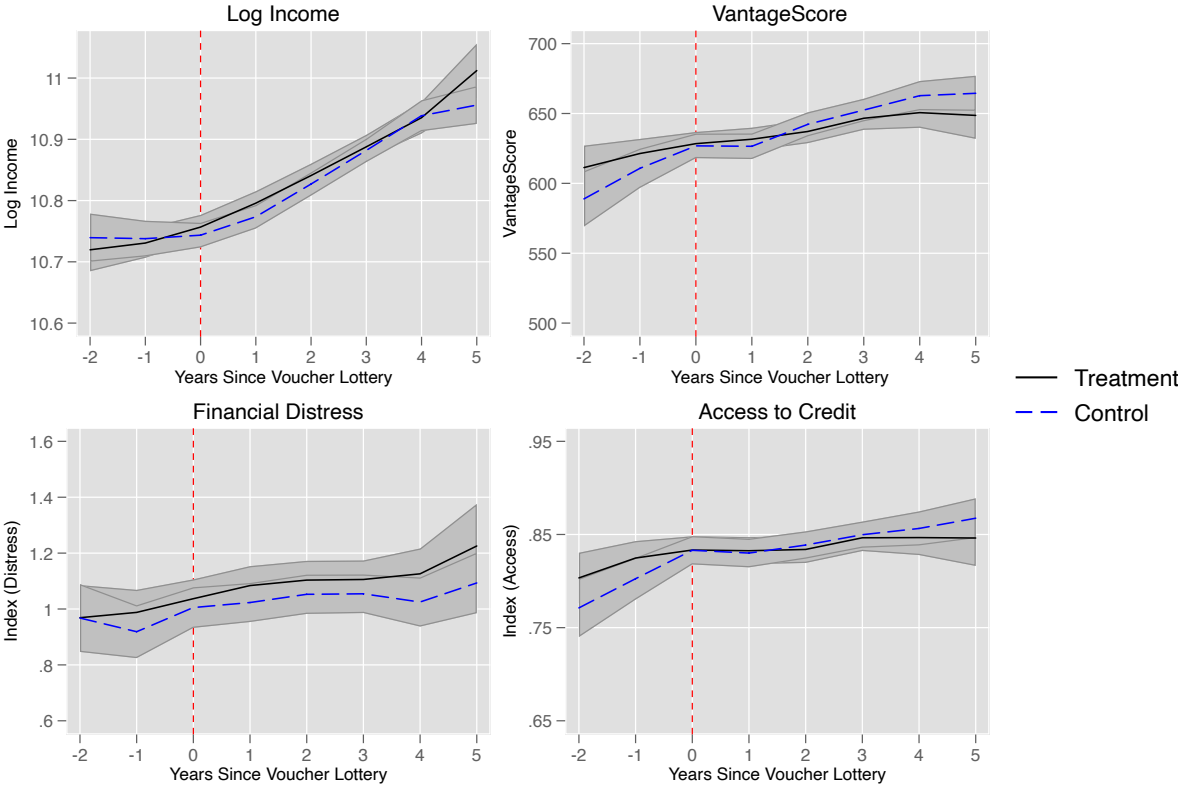 Log Income
Log Income
11
10.9
10.8
10.7
10.6
-2 -1 0 1 2 3 4 5
Years Since Voucher Lottery
VantageScore
VantageScore
700
650
600
550
500
-2 -1 0 1 2 3 4 5
Years Since Voucher Lottery
Financial Distress
Index (Distress)
1.6
1.4
1.2
1
.8
.6
-2 -1 0 1 2 3 4 5
Years Since Voucher Lottery
Access to Credit
Index (Access)
.95
.85
.75
.65
-2 -1 0 1 2 3 4 5
Years Since Voucher Lottery
Treatment
Control